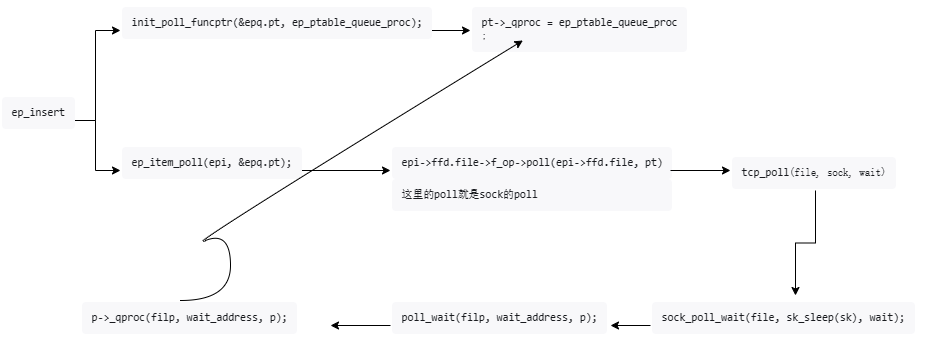 init_poll_funcptr(&epq.pt, ep_ptable_queue_proc);
pt->_qproc = ep_ptable_queue_proc
;
ep_insert
ep_item_poll(epi, &epq.pt);
epi->ffd.file->f_op->poll(epi->ffd.file, pt)
这里的poll就是sock的poll
tcp_poll(file, sock, wait)
p->_qproc(filp, wait_address, p);
poll_wait(filp, wait_address, p);
sock_poll_wait(file, sk_sleep(sk), wait);